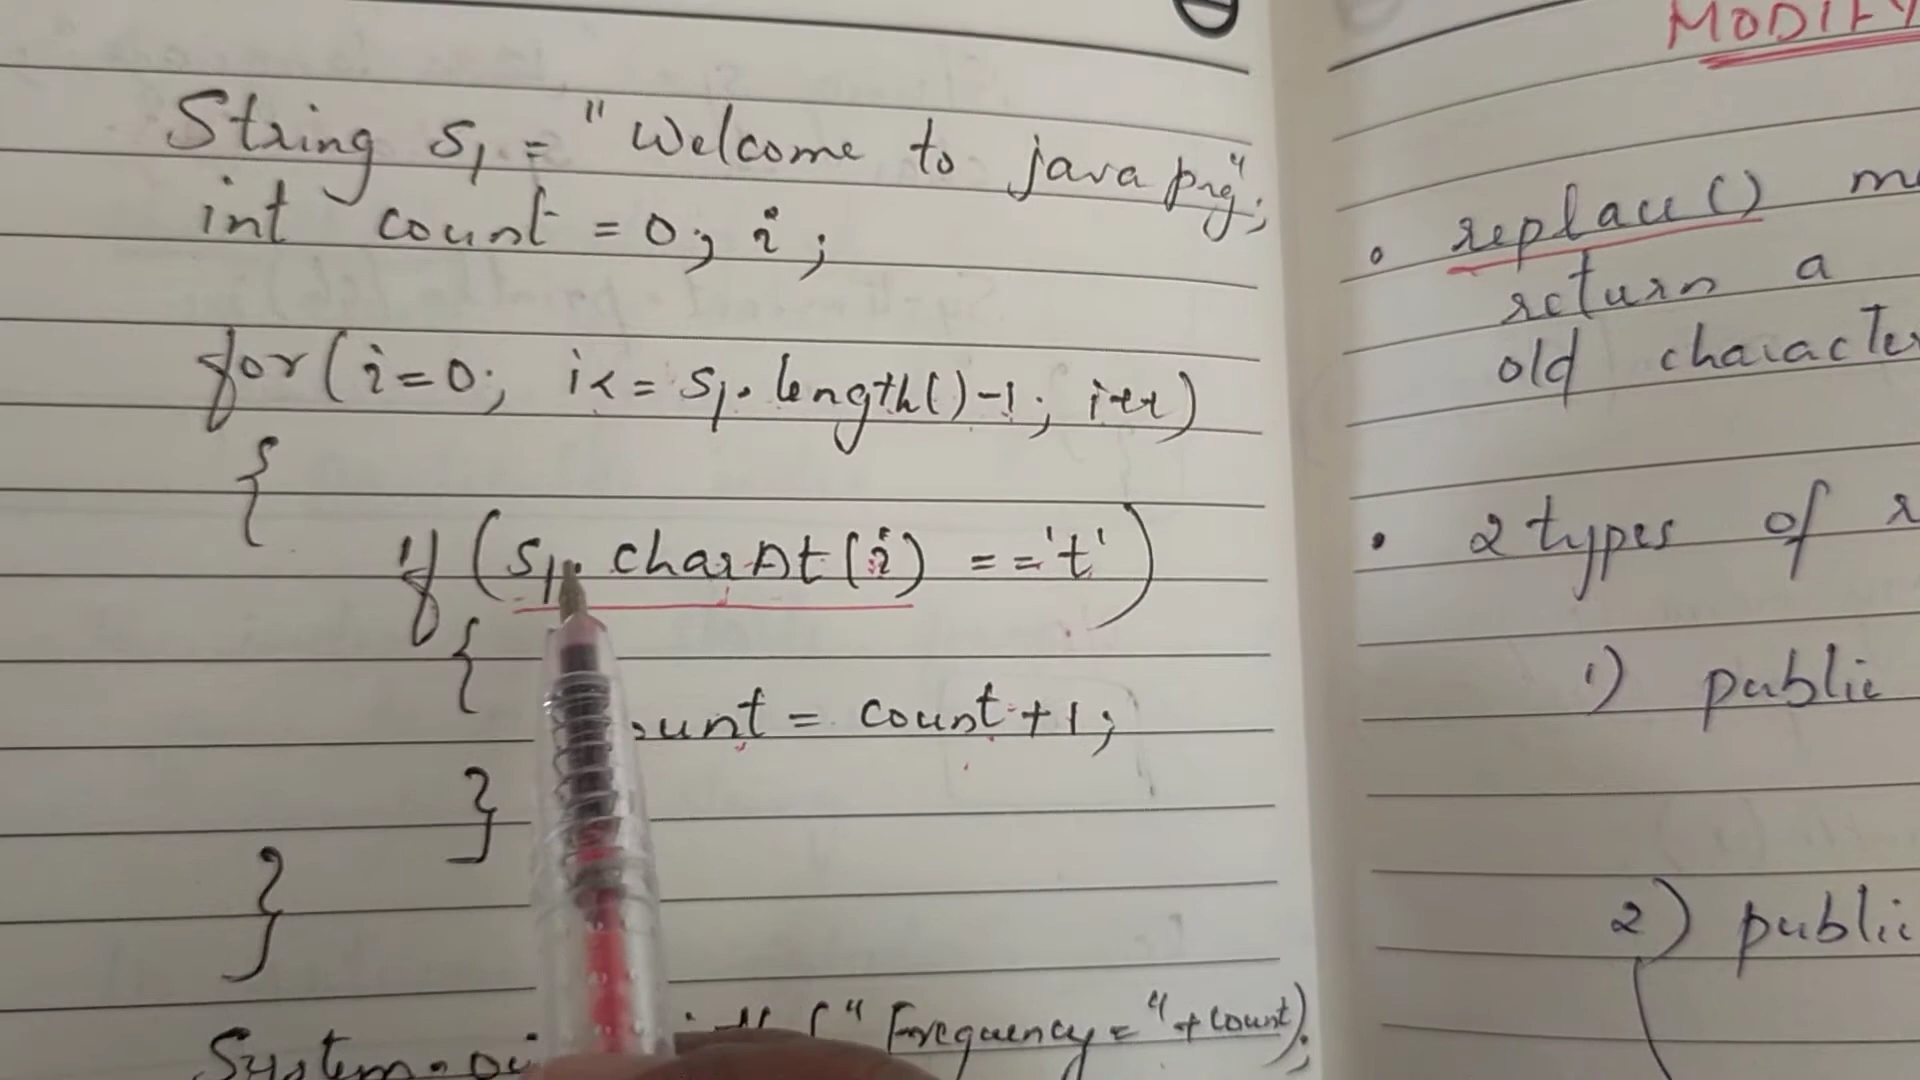 String s1 = "Welcome to java prg";
int count = 0; i;
for(i=0; i<= s1.length()-1; i++)
{
if (s1.charAt(i) == 't')
{
count = count+1;
}
}
"Frequency = "+count);
MODIFY
• replace()
return a
old character
• 2 types of
1) public
2) public